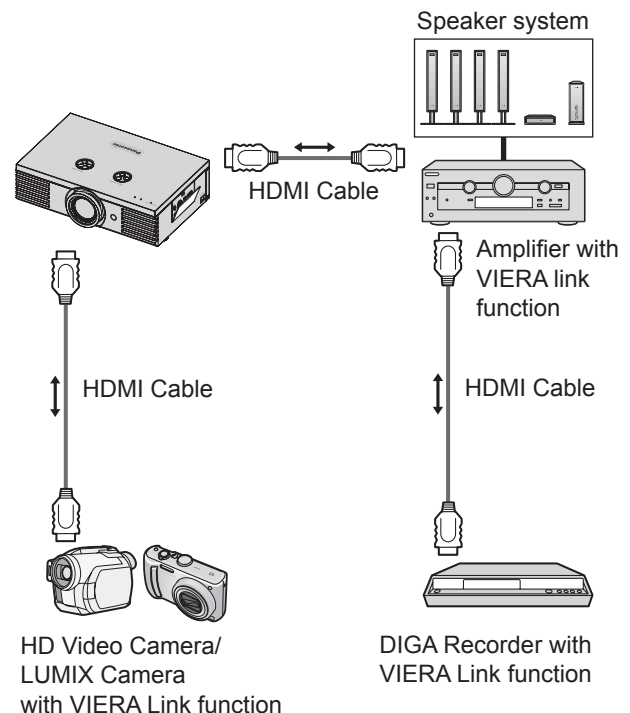 Speaker system
Panasonic
HDMI Cable
Amplifier with
VIERA link
function
HDMI Cable
HDMI Cable
HD Video Camera/
LUMIX Camera
with VIERA Link function
DIGA Recorder with
VIERA Link function